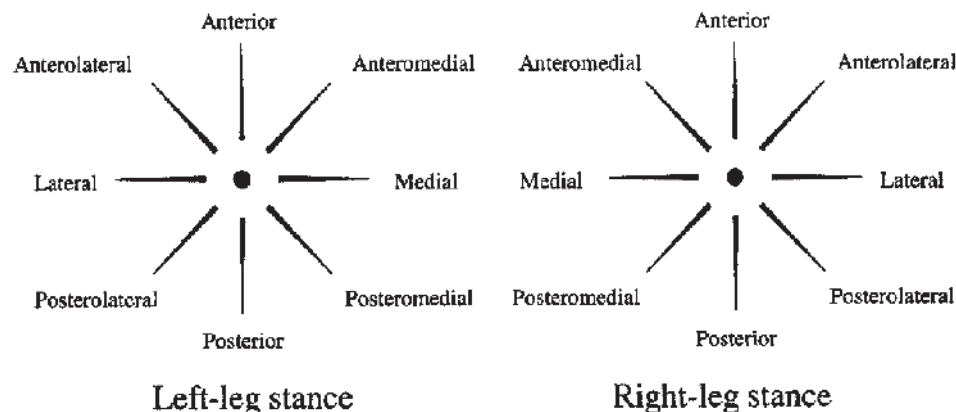 Anterior
Anterolateral
Anteromedial
Lateral
Medial
Posterolateral
Posteromedial
Posterior
Left-leg stance
Anterior
Anteromedial
Anterolateral
Medial
Lateral
Posteromedial
Posterolateral
Posterior
Right-leg stance